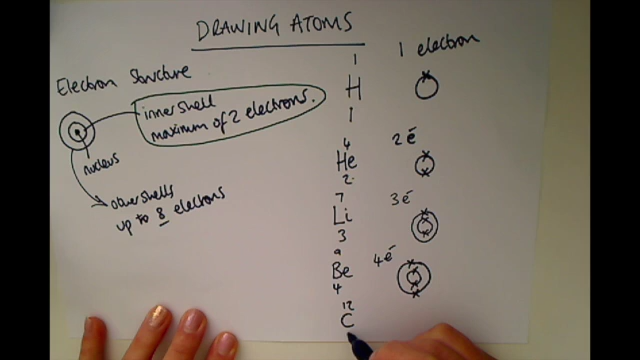 DRAWING ATOMS
Electron Structure
inner shell
maximum of 2 electrons.
nucleus
other shells
up to 8 electrons
1
H
1
1 electron
4
He
2
2é
7
Li
3
3é
9
Be
4
4é
12
C